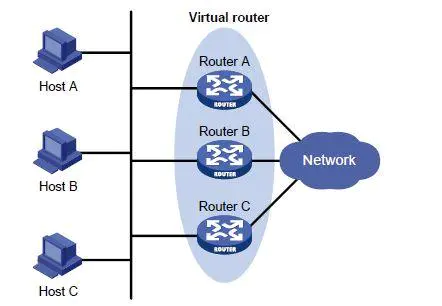 Virtual router
Router A
ROUTER
Host A
Router B
ROUTER
Network
Host B
Router C
ROUTER
Host C